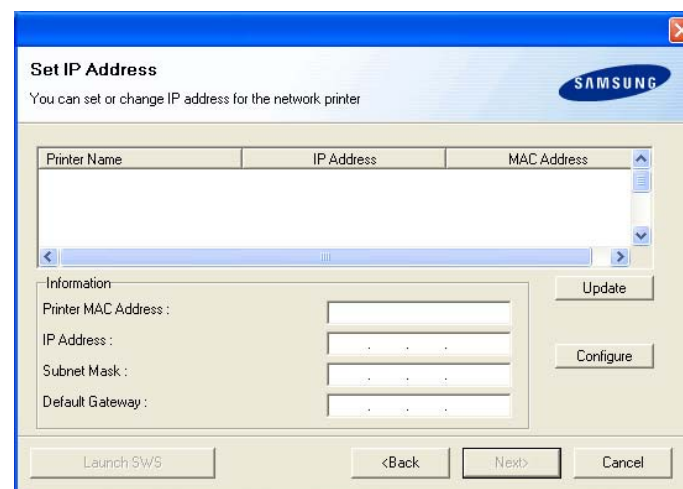 Set IP Address
You can set or change IP address for the network printer
SAMSUNG
Printer Name IP Address MAC Address
Information
Update
Printer MAC Address :
IP Address : . . .
Configure
Subnet Mask : . . .
Default Gateway : . . .
Launch SWS <Back Next> Cancel